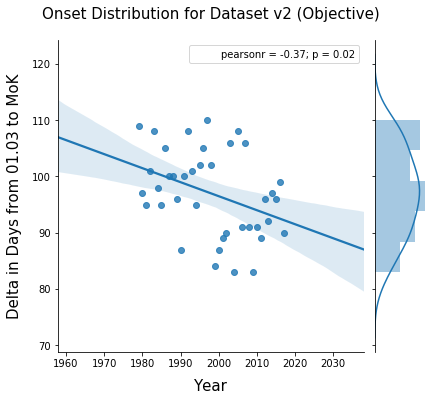 Onset Distribution for Dataset v2 (Objective)
pearsonr = -0.37; p = 0.02
Delta in Days from 01.03 to MoK
120
110
100
90
80
70
1960 1970 1980 1990 2000 2010 2020 2030
Year